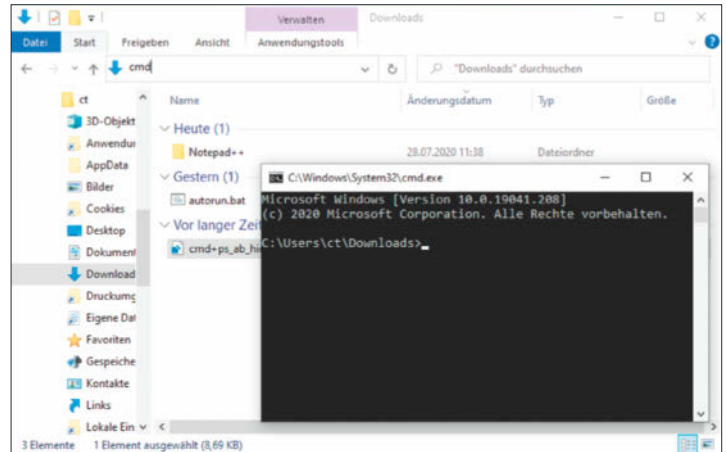 Verwalten
Downloads
Datei
Start
Freigeben
Ansicht
Anwendungstools
cmd
"Downloads" durchsuchen
ct
3D-Objekt
Anwendur
AppData
Bilder
Cookies
Desktop
Dokument
Download
Druckumg
Eigene Dat
Favoriten
Gespeiche
Kontakte
Links
Lokale Ein
Name
Änderungsdatum
Typ
Größe
Heute (1)
Notepad++
28.07.2020 11:38
Dateiordner
Gestern (1)
autorun.bat
Vor langer Zeit
cmd+ps_ab_hi
C:\Windows\System32\cmd.exe
Microsoft Windows [Version 10.0.19041.208]
(c) 2020 Microsoft Corporation. Alle Rechte vorbehalten.
C:\Users\ct\Downloads>
3 Elemente
1 Element ausgewählt (8,69 KB)